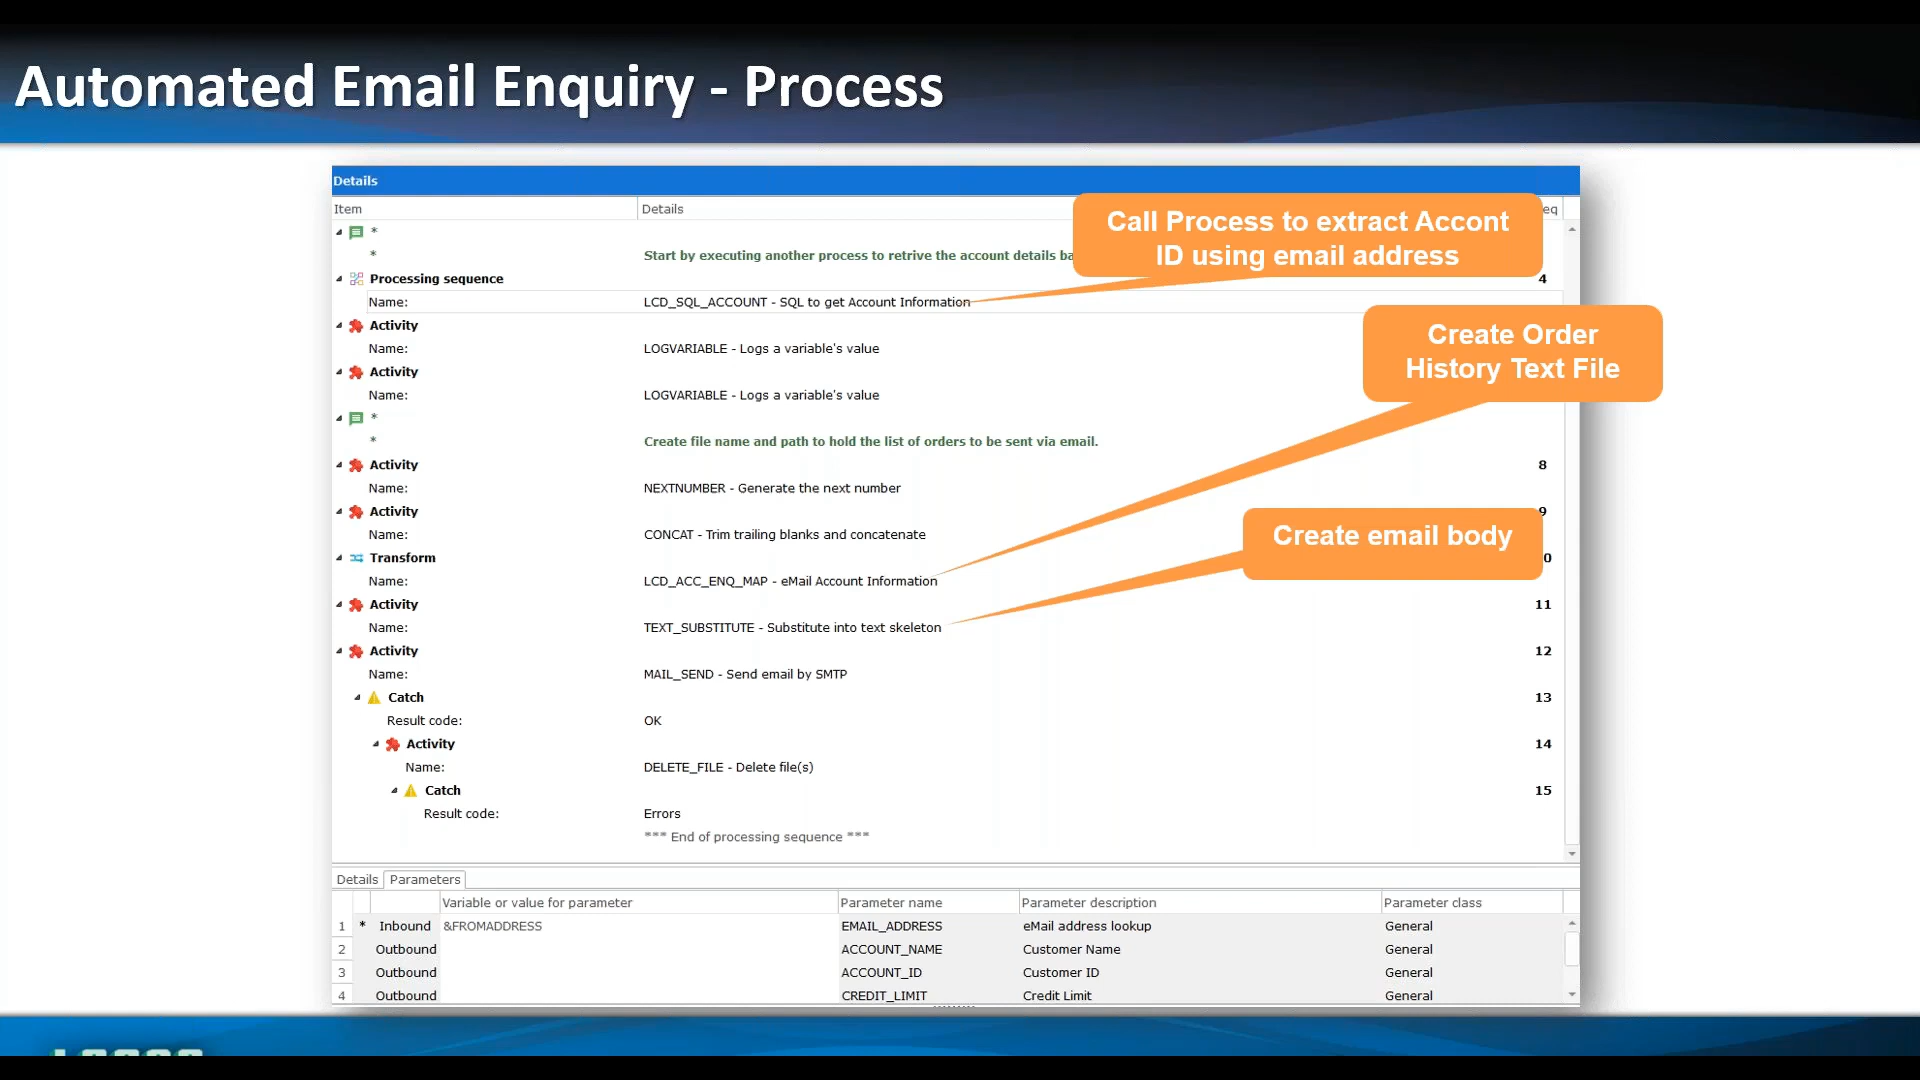 Automated Email Enquiry - Process
Details
Item Details eq
*
* Start by executing another process to retrive the account details ba
Call Process to extract Accont
ID using email address
Processing sequence 4
Name: LCD_SQL_ACCOUNT - SQL to get Account Information
Activity
Name: LOGVARIABLE - Logs a variable's value
Create Order
History Text File
Activity
Name: LOGVARIABLE - Logs a variable's value
*
* Create file name and path to hold the list of orders to be sent via email.
Activity 8
Name: NEXTNUMBER - Generate the next number
Activity 9
Name: CONCAT - Trim trailing blanks and concatenate
Create email body
Transform 0
Name: LCD_ACC_ENQ_MAP - eMail Account Information
Activity 11
Name: TEXT_SUBSTITUTE - Substitute into text skeleton
Activity 12
Name: MAIL_SEND - Send email by SMTP
Catch 13
Result code: OK
Activity 14
Name: DELETE_FILE - Delete file(s)
Catch 15
Result code: Errors
*** End of processing sequence ***
Details Parameters
Variable or value for parameter Parameter name Parameter description Parameter class
1 * Inbound &FROMADDRESS EMAIL_ADDRESS eMail address lookup General
2 Outbound ACCOUNT_NAME Customer Name General
3 Outbound ACCOUNT_ID Customer ID General
4 Outbound CREDIT_LIMIT Credit Limit General